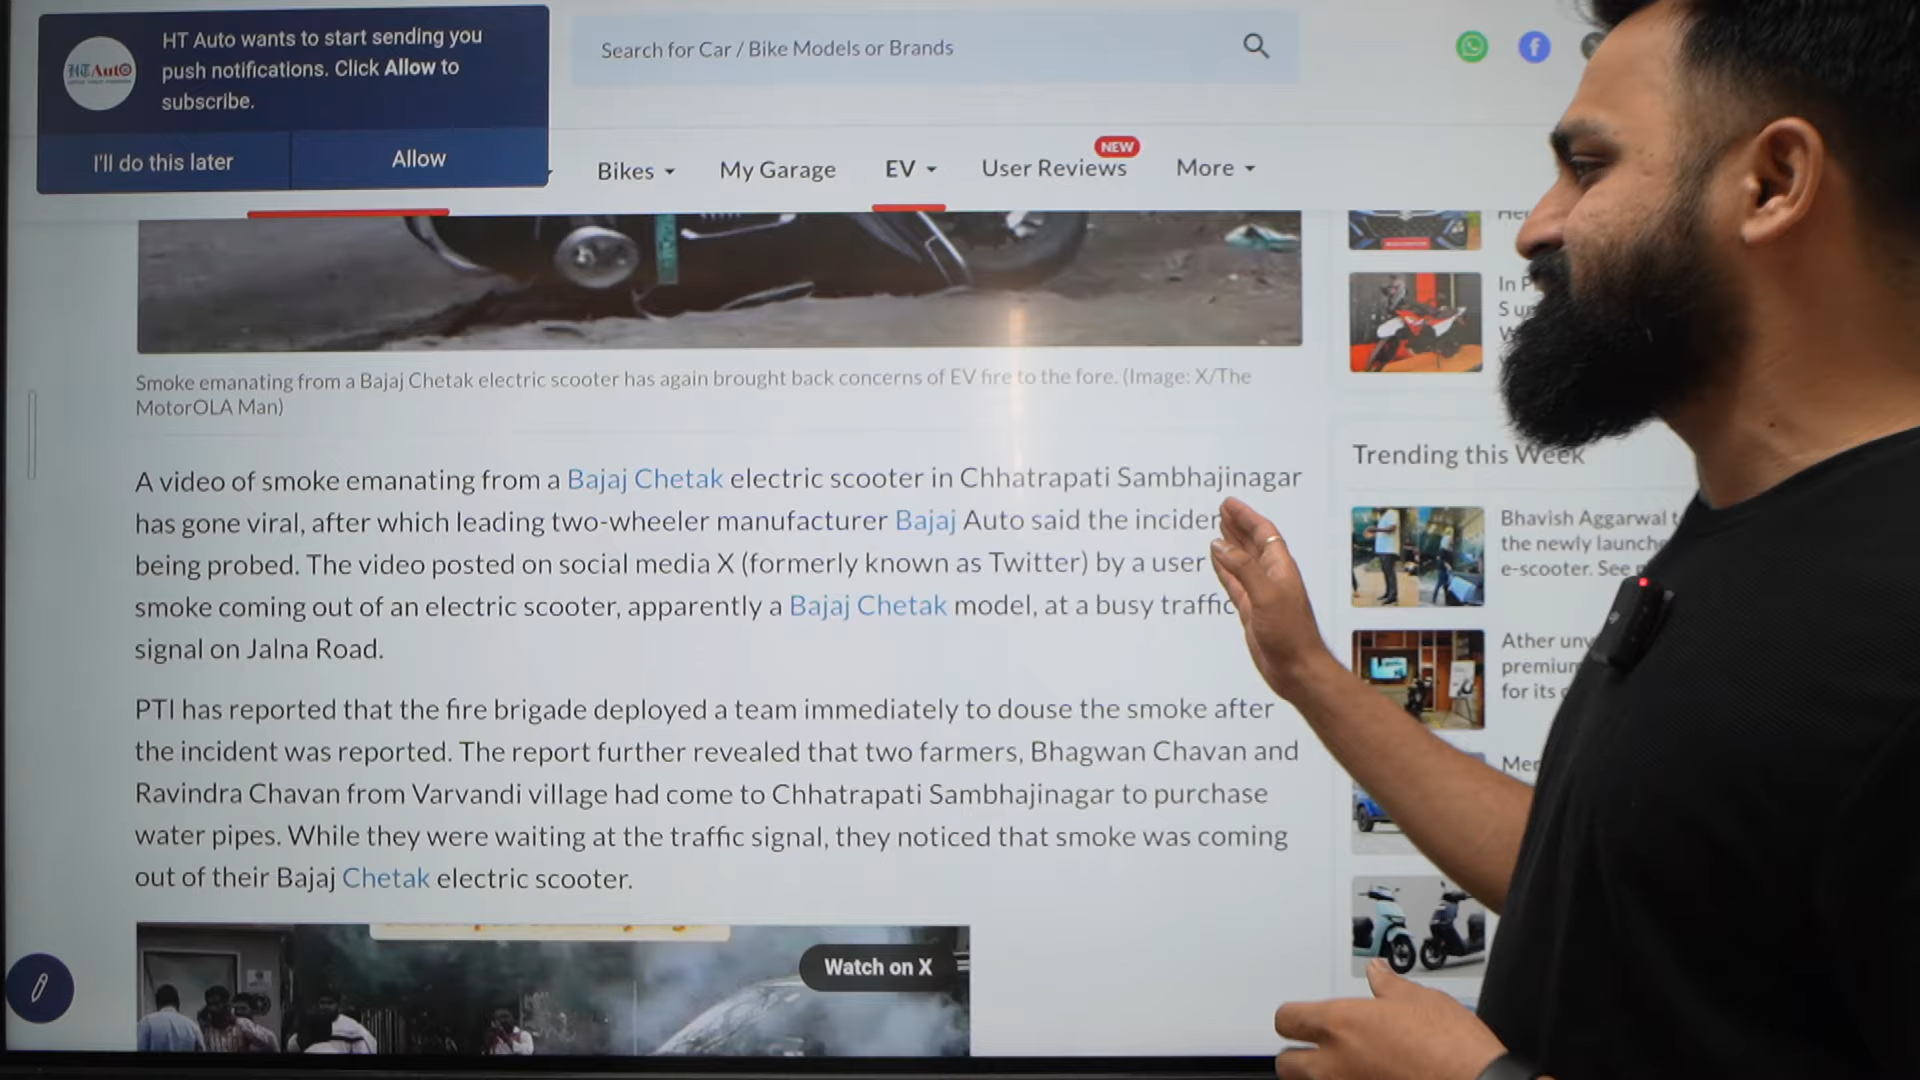 HT Auto wants to start sending you
push notifications. Click Allow to
subscribe.
HTAuto
I'll do this later
Allow
Search for Car / Bike Models or Brands
Bikes
My Garage
EV
User Reviews
NEW
More
Smoke emanating from a Bajaj Chetak electric scooter has again brought back concerns of EV fire to the fore. (Image: X/The
MotorOLA Man)
A video of smoke emanating from a Bajaj Chetak electric scooter in Chhatrapati Sambhajinagar
has gone viral, after which leading two-wheeler manufacturer Bajaj Auto said the inciden
being probed. The video posted on social media X (formerly known as Twitter) by a user
smoke coming out of an electric scooter, apparently a Bajaj Chetak model, at a busy traffic
signal on Jalna Road.
PTI has reported that the fire brigade deployed a team immediately to douse the smoke after
the incident was reported. The report further revealed that two farmers, Bhagwan Chavan and
Ravindra Chavan from Varvandi village had come to Chhatrapati Sambhajinagar to purchase
water pipes. While they were waiting at the traffic signal, they noticed that smoke was coming
out of their Bajaj Chetak electric scooter.
Watch on X
In P
S u
Trending this Week
Bhavish Aggarwal t
the newly launche
e-scooter. See
Ather unv
premium
for its
Mer